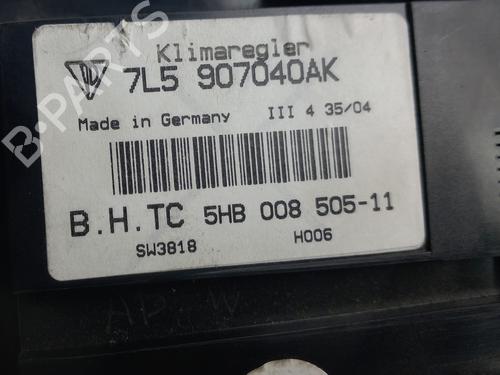 Klimaregler
7L5 907040AK
Made in Germany III 4 35/04
B.H.TC 5HB 008 505-11
SW3818 H006
B-PARTS